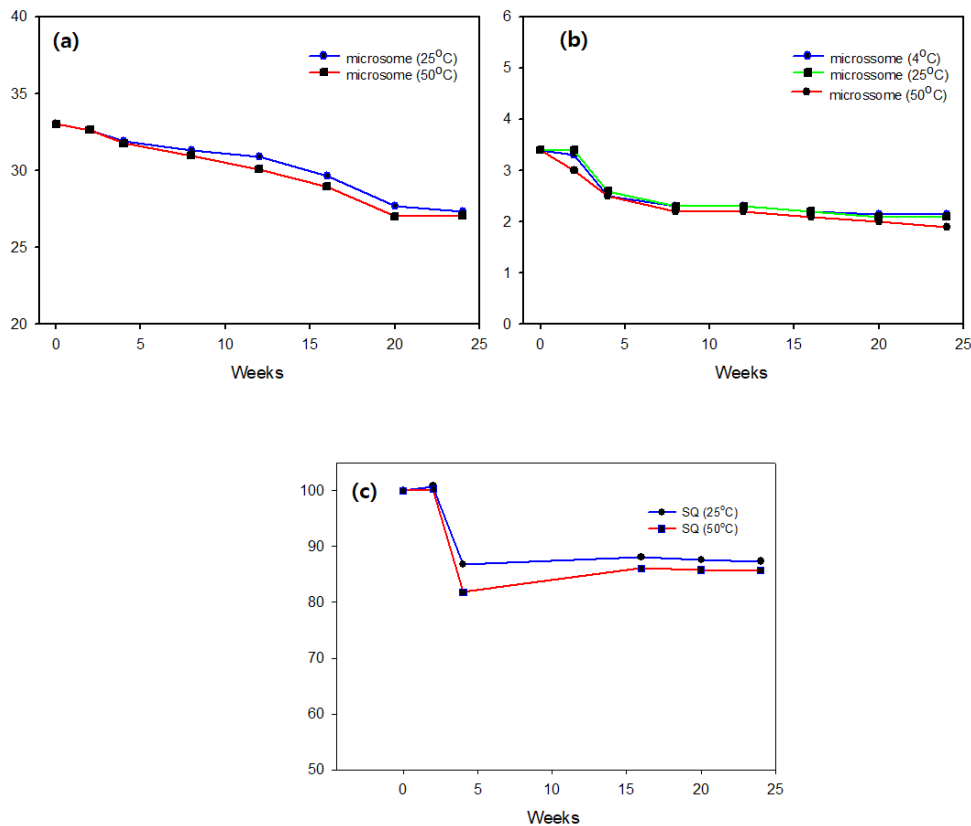 (a)
microsome (25°C)
microsome (50°C)
40
35
30
25
20
0 5 10 15 20 25
Weeks
(b)
microssome (4°C)
microssome (25°C)
microssome (50°C)
6
5
4
3
2
1
0
0 5 10 15 20 25
Weeks
(c)
SQ (25°C)
SQ (50°C)
100
90
80
70
60
50
0 5 10 15 20 25
Weeks